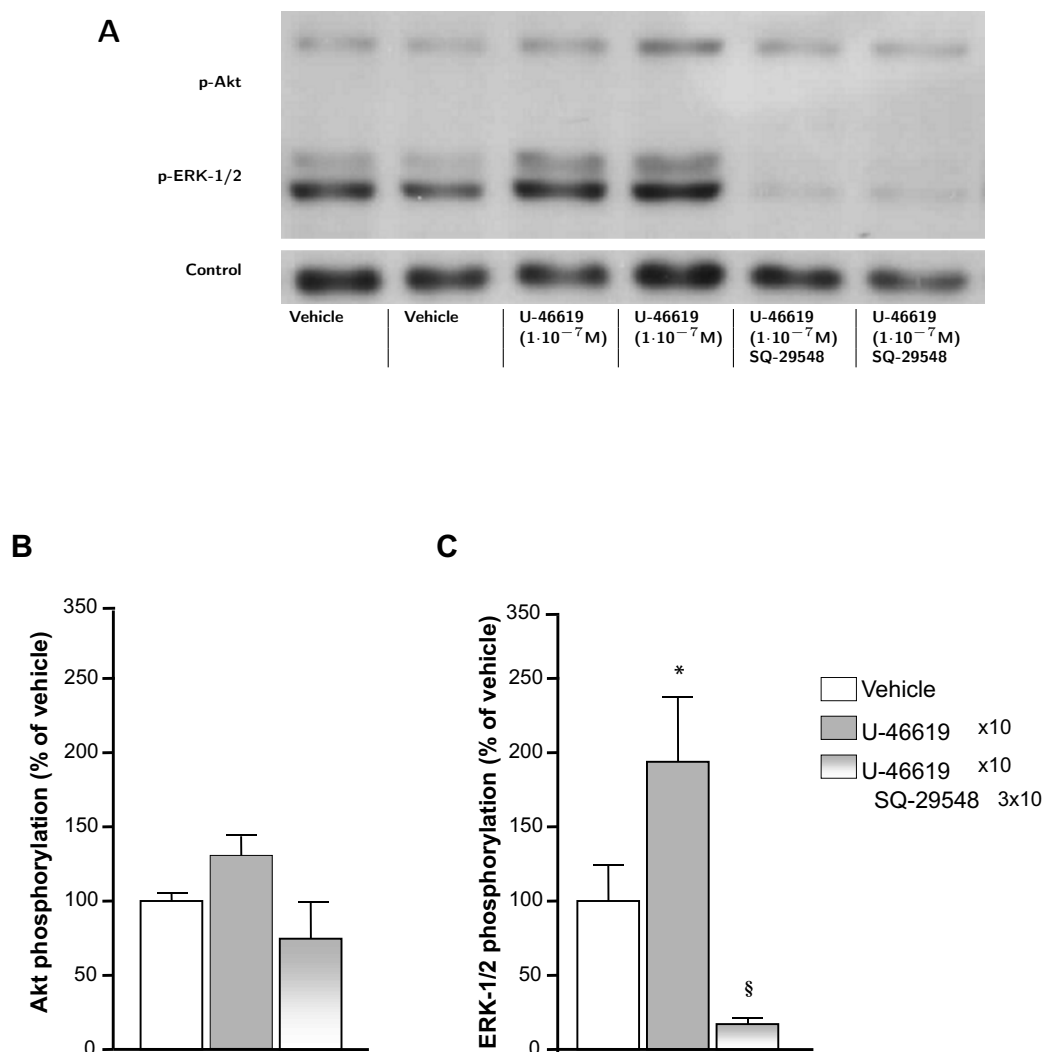 A
p-Akt
p-ERK-1/2
Control
Vehicle
Vehicle
U-46619
(1·10⁻⁷M)
U-46619
(1·10⁻⁷M)
U-46619
(1·10⁻⁷M)
SQ-29548
U-46619
(1·10⁻⁷M)
SQ-29548
B
Akt phosphorylation (% of vehicle)
350
250
200
150
100
50
0
C
ERK-1/2 phosphorylation (% of vehicle)
350
250
200
150
100
50
0
*
§
Vehicle
U-46619 x10
U-46619 x10
SQ-29548 3x10